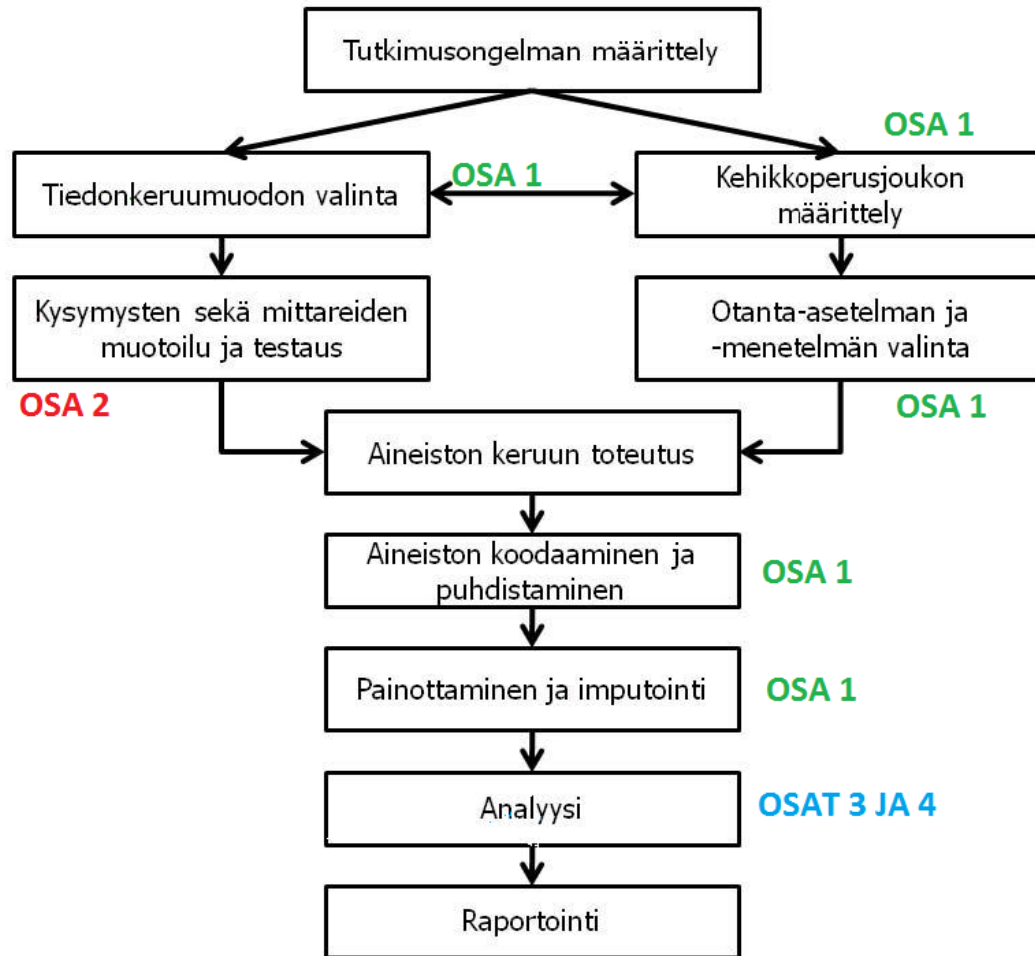 Tutkimusongelman määrittely
OSA 1
Tiedonkeruumuodon valinta
OSA 1
Kehikkoperusjoukon
määrittely
Kysymysten sekä mittareiden
muotoilu ja testaus
Otanta-asetelman ja
-menetelmän valinta
OSA 2
OSA 1
Aineiston keruun toteutus
Aineiston koodaaminen ja
puhdistaminen
OSA 1
Painottaminen ja imputointi
OSA 1
Analyysi
OSAT 3 JA 4
Raportointi